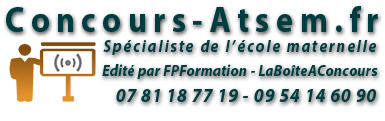 Concours-Atsem.fr
Spécialiste de l'école maternelle
Edité par FPFormation - LaBoîteAConcours
07 81 18 77 19 - 09 54 14 60 90